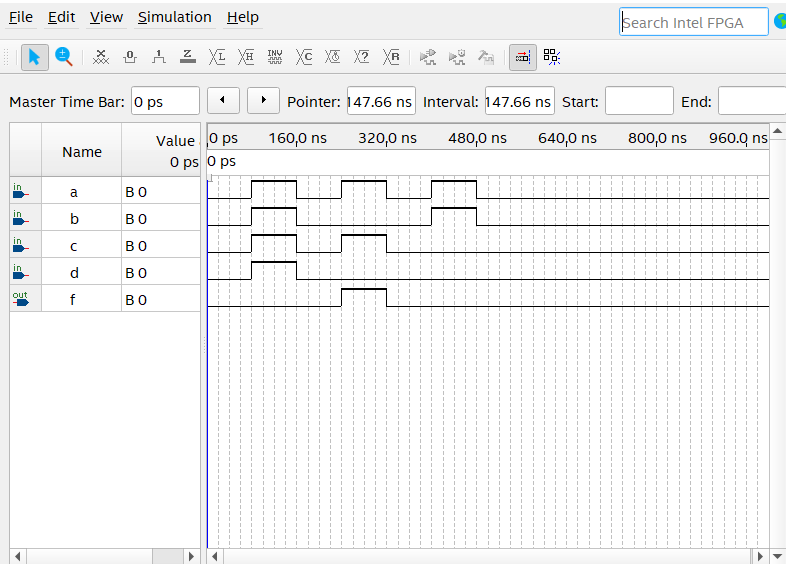 File Edit View Simulation Help
Search Intel FPGA
Master Time Bar: 0 ps Pointer: 147.66 ns Interval: 147.66 ns Start: End:
Name Value 0 ps
0 ps 160,0 ns 320,0 ns 480,0 ns 640,0 ns 800,0 ns 960.0 ns
0 ps
in a B 0
in b B 0
in c B 0
in d B 0
out f B 0